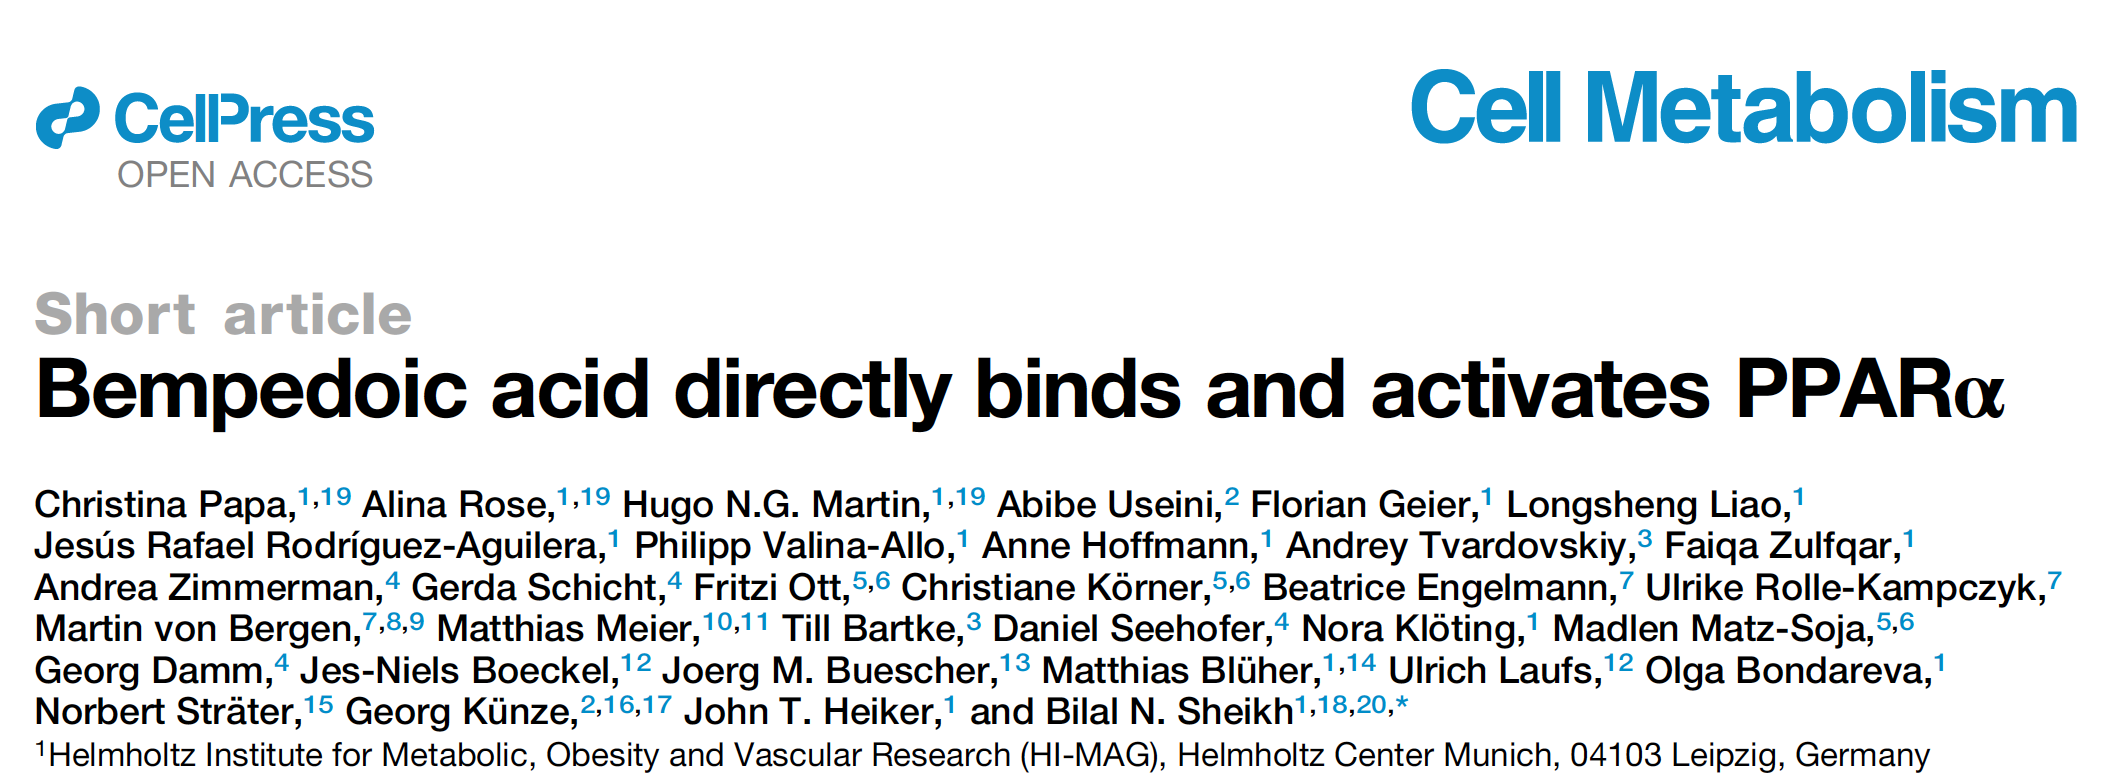 CellPress
OPEN ACCESS
Cell Metabolism
Short article
Bempedoic acid directly binds and activates PPARα
Christina Papa,1,19 Alina Rose,1,19 Hugo N.G. Martin,1,19 Abibe Useini,2 Florian Geier,1 Longsheng Liao,1
Jesús Rafael Rodríguez-Aguilera,1 Philipp Valina-Allo,1 Anne Hoffmann,1 Andrey Tvardovskiy,3 Faiqa Zulfqar,1
Andrea Zimmerman,4 Gerda Schicht,4 Fritzi Ott,5,6 Christiane Körner,5,6 Beatrice Engelmann,7 Ulrike Rolle-Kampczyk,7
Martin von Bergen,7,8,9 Matthias Meier,10,11 Till Bartke,3 Daniel Seehofer,4 Nora Klöting,1 Madlen Matz-Soja,5,6
Georg Damm,4 Jes-Niels Boeckel,12 Joerg M. Buescher,13 Matthias Blüher,1,14 Ulrich Laufs,12 Olga Bondareva,1
Norbert Sträter,15 Georg Künze,2,16,17 John T. Heiker,1 and Bilal N. Sheikh1,18,20,*
1Helmholtz Institute for Metabolic, Obesity and Vascular Research (HI-MAG), Helmholtz Center Munich, 04103 Leipzig, Germany